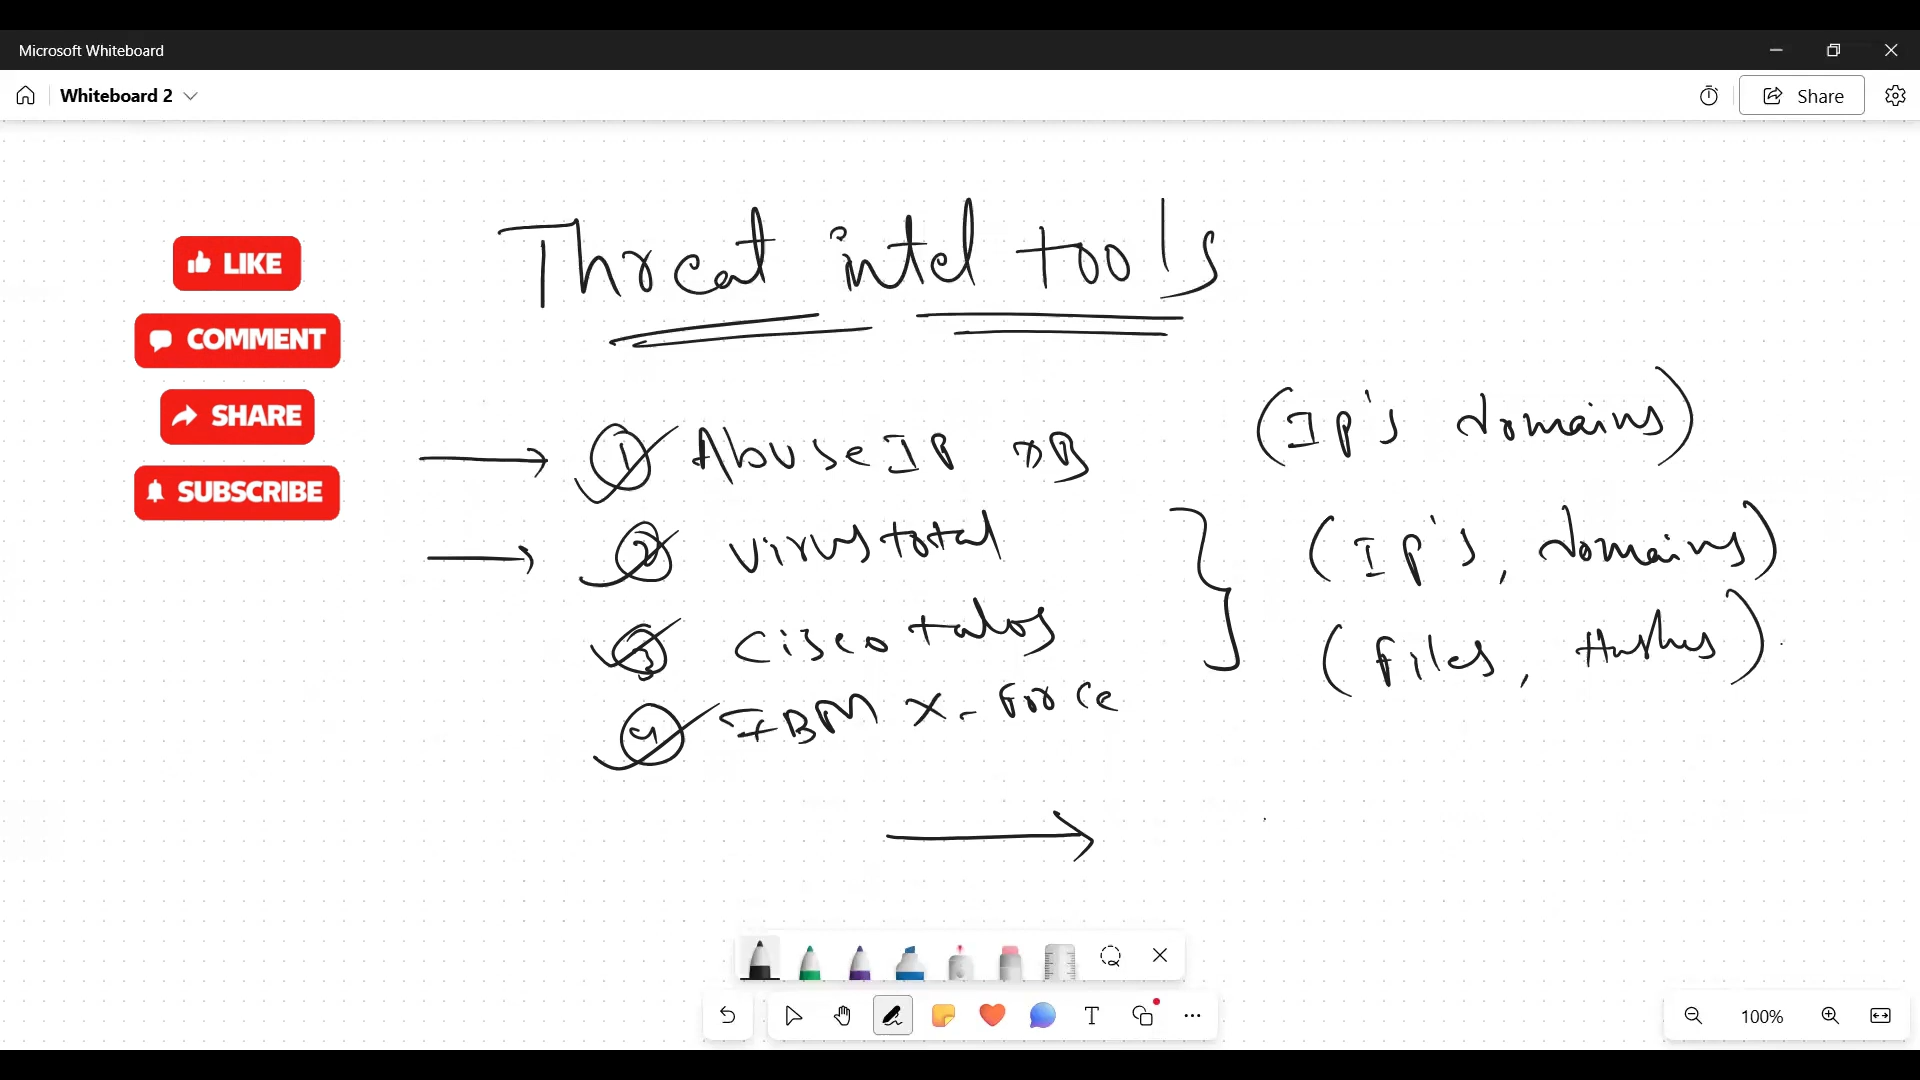 Microsoft Whiteboard
Whiteboard 2
Share
Threat intel tools
LIKE
COMMENT
SHARE
SUBSCRIBE
1 AbuseIP DB (IP's domains)
2 Virustotal (IP's, domains)
3 Cisco talos (files, Hashes)
4 IBM X-Force
T
100%